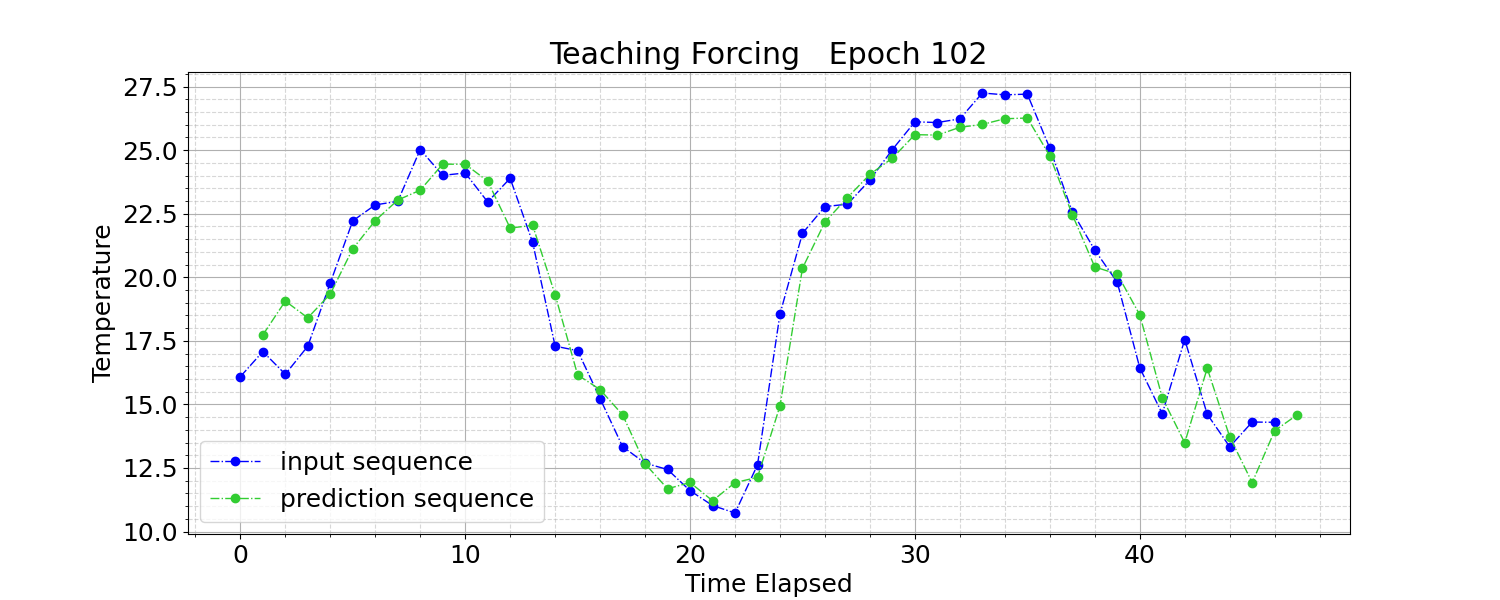 Teaching Forcing   Epoch 102
27.5
25.0
22.5
20.0
17.5
15.0
12.5
10.0
Temperature
input sequence
prediction sequence
0 10 20 30 40
Time Elapsed